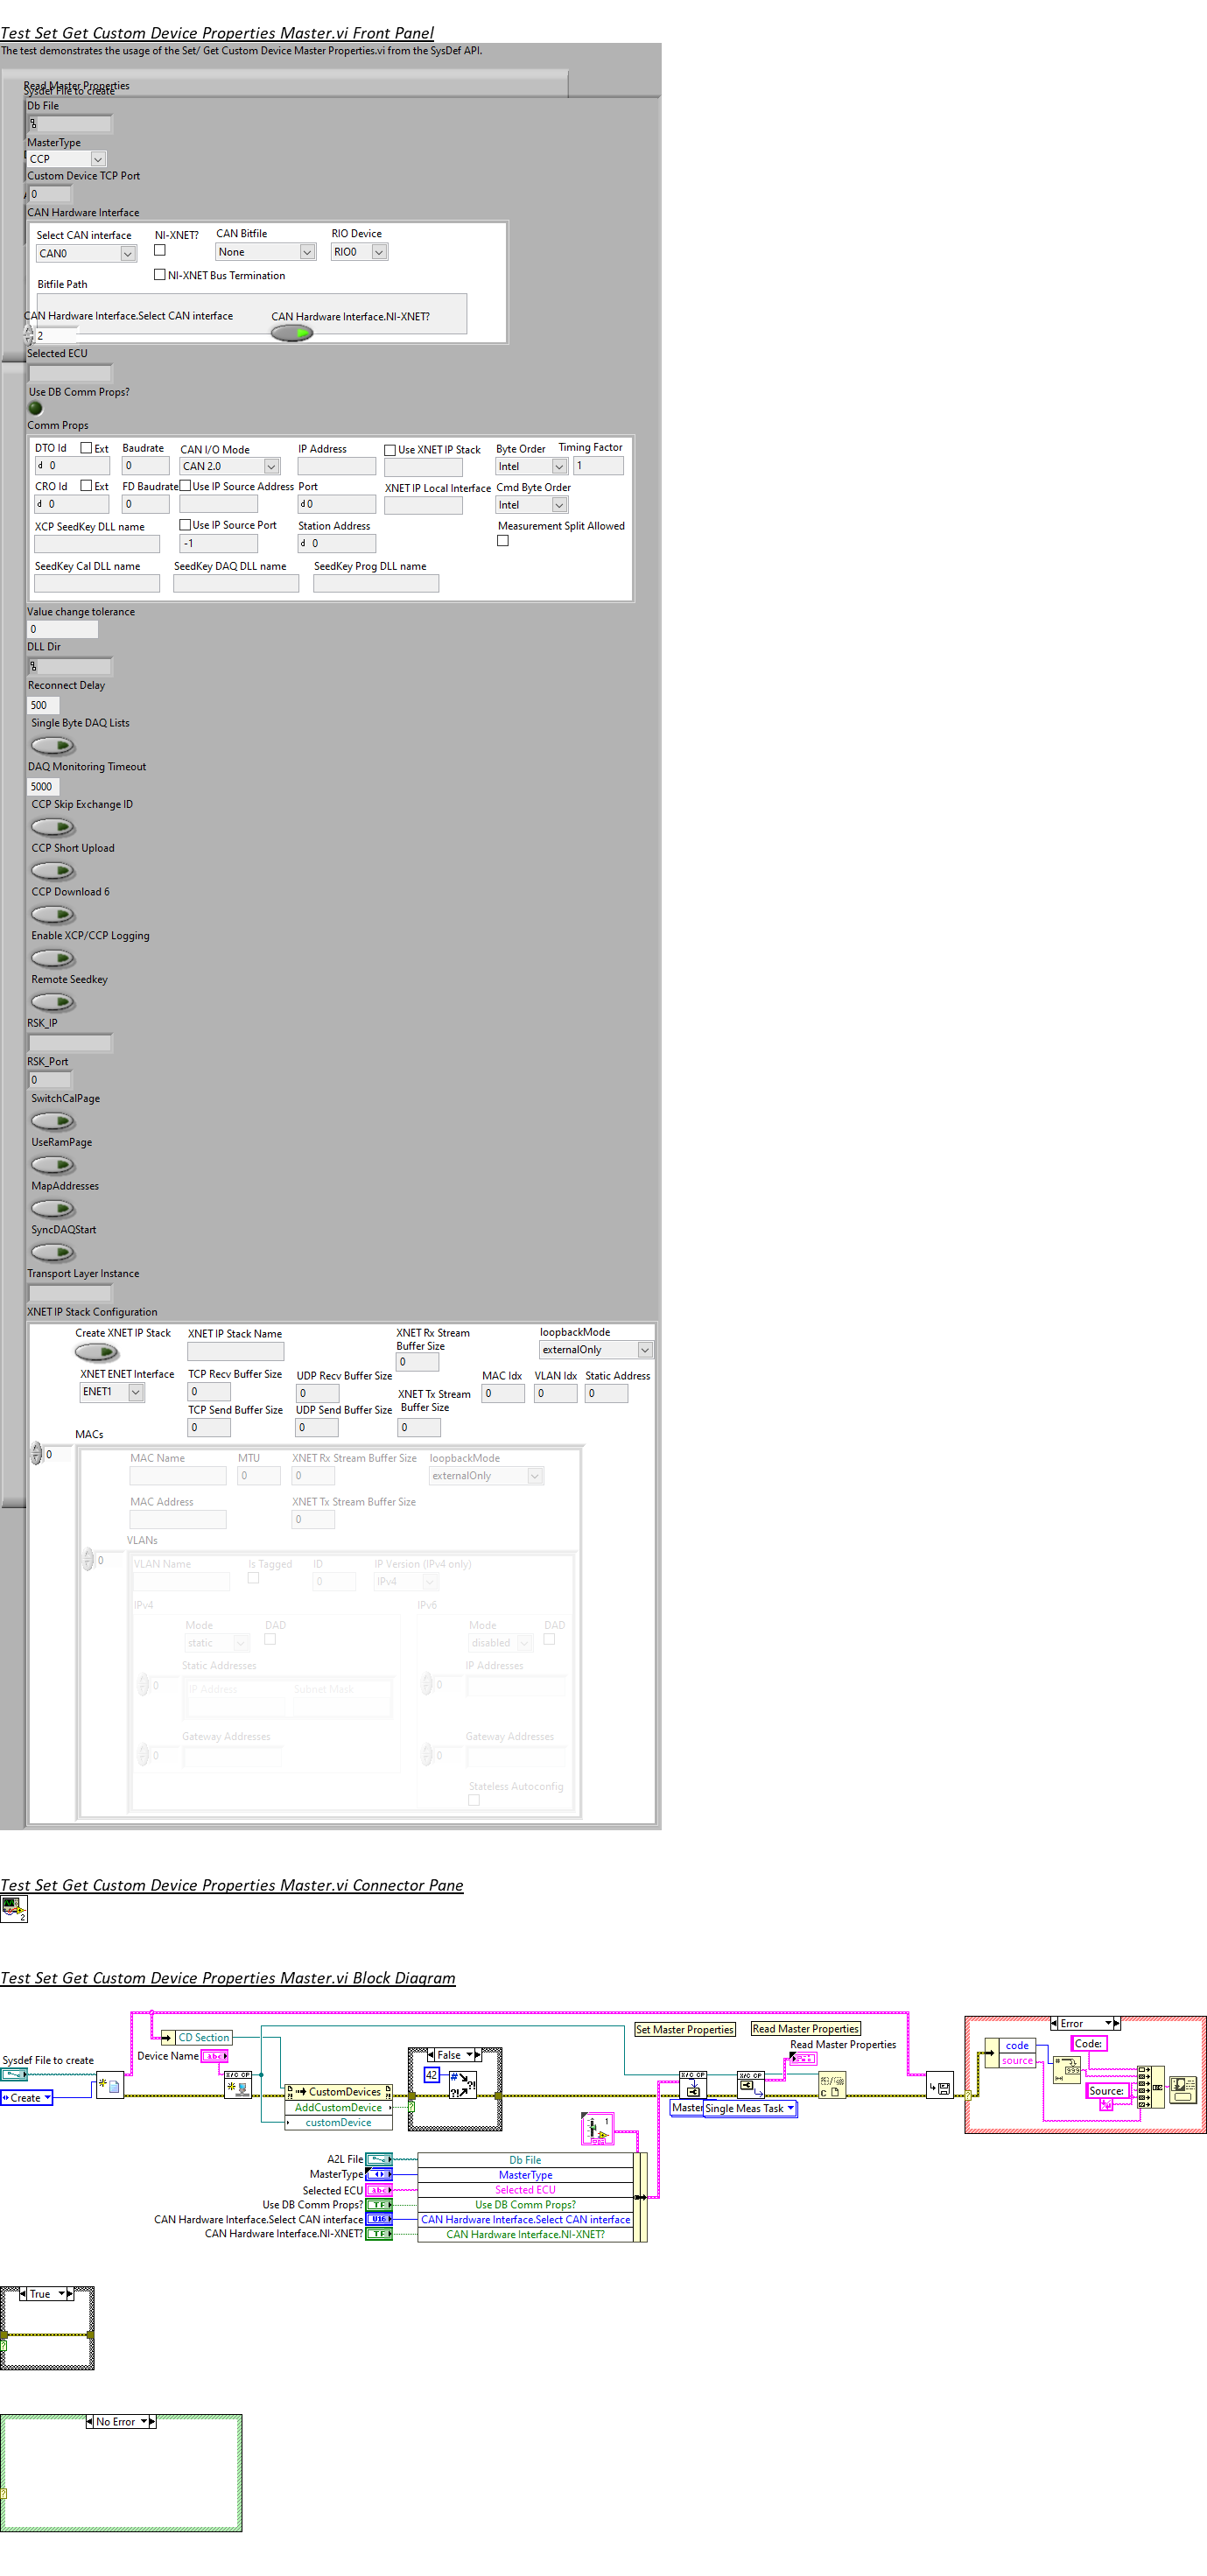 Test Set Get Custom Device Properties Master.vi Front Panel
The test demonstrates the usage of the Set/ Get Custom Device Master Properties.vi from the SysDef API.
Read Master Properties
Sysdef File to create
Db File
MasterType
CCP
Custom Device TCP Port
0
CAN Hardware Interface
Select CAN interface NI-XNET? CAN Bitfile RIO Device
CAN0 None RIO0
NI-XNET Bus Termination
Bitfile Path
CAN Hardware Interface.Select CAN interface CAN Hardware Interface.NI-XNET?
2
Selected ECU
Use DB Comm Props?
Comm Props
DTO Id Ext Baudrate CAN I/O Mode IP Address Use XNET IP Stack Byte Order Timing Factor
d 0 0 CAN 2.0 Intel 1
CRO Id Ext FD Baudrate Use IP Source Address Port XNET IP Local Interface Cmd Byte Order
d 0 0 d 0 Intel
XCP SeedKey DLL name Use IP Source Port Station Address Measurement Split Allowed
-1 d 0
SeedKey Cal DLL name SeedKey DAQ DLL name SeedKey Prog DLL name
Value change tolerance
0
DLL Dir
Reconnect Delay
500
Single Byte DAQ Lists
DAQ Monitoring Timeout
5000
CCP Skip Exchange ID
CCP Short Upload
CCP Download 6
Enable XCP/CCP Logging
Remote Seedkey
RSK_IP
RSK_Port
0
SwitchCalPage
UseRamPage
MapAddresses
SyncDAQStart
Transport Layer Instance
XNET IP Stack Configuration
Create XNET IP Stack XNET IP Stack Name XNET Rx Stream Buffer Size loopbackMode
0 externalOnly
XNET ENET Interface TCP Recv Buffer Size UDP Recv Buffer Size MAC Idx VLAN Idx Static Address
ENET1 0 0 XNET Tx Stream Buffer Size 0 0 0
TCP Send Buffer Size UDP Send Buffer Size
0 0 0
MACs
0
MAC Name MTU XNET Rx Stream Buffer Size loopbackMode
0 0 externalOnly
MAC Address XNET Tx Stream Buffer Size
0
VLANs
0
VLAN Name Is Tagged ID IP Version (IPv4 only)
0 IPv4
IPv4 IPv6
Mode DAD Mode DAD
static disabled
Static Addresses IP Addresses
0 IP Address Subnet Mask 0
Gateway Addresses Gateway Addresses
0 0
Stateless Autoconfig
Test Set Get Custom Device Properties Master.vi Connector Pane
2
Test Set Get Custom Device Properties Master.vi Block Diagram
CD Section
Set Master Properties Read Master Properties
Error
Device Name abc
Read Master Properties
Sysdef File to create
Create
X/C CP
CustomDevices
AddCustomDevice
customDevice
False
42
X/C CP X/C CP
Master Single Meas Task
code
source
Code:
Source:
1
A2L File Db File
MasterType MasterType
Selected ECU abc Selected ECU
Use DB Comm Props? TF Use DB Comm Props?
CAN Hardware Interface.Select CAN interface U16 CAN Hardware Interface.Select CAN interface
CAN Hardware Interface.NI-XNET? TF CAN Hardware Interface.NI-XNET?
True
No Error